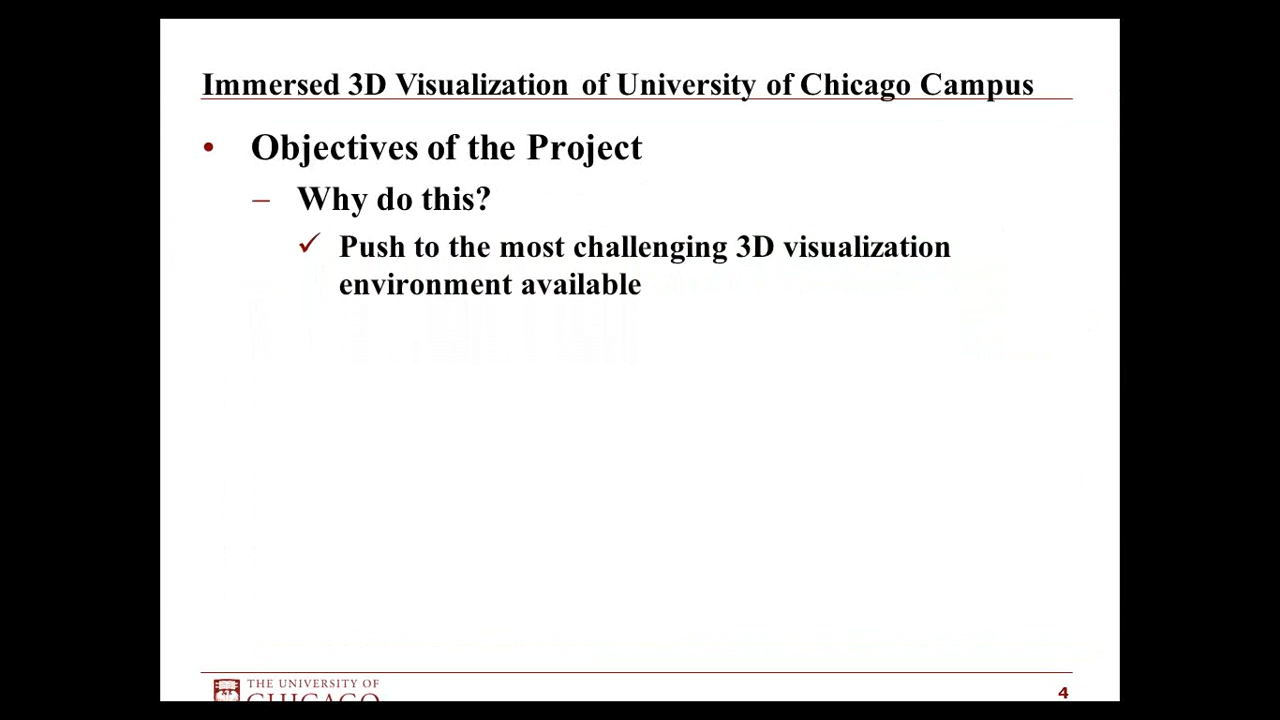 Immersed 3D Visualization of University of Chicago Campus
• Objectives of the Project
– Why do this?
✓ Push to the most challenging 3D visualization
environment available
THE UNIVERSITY OF
CHICAGO
4